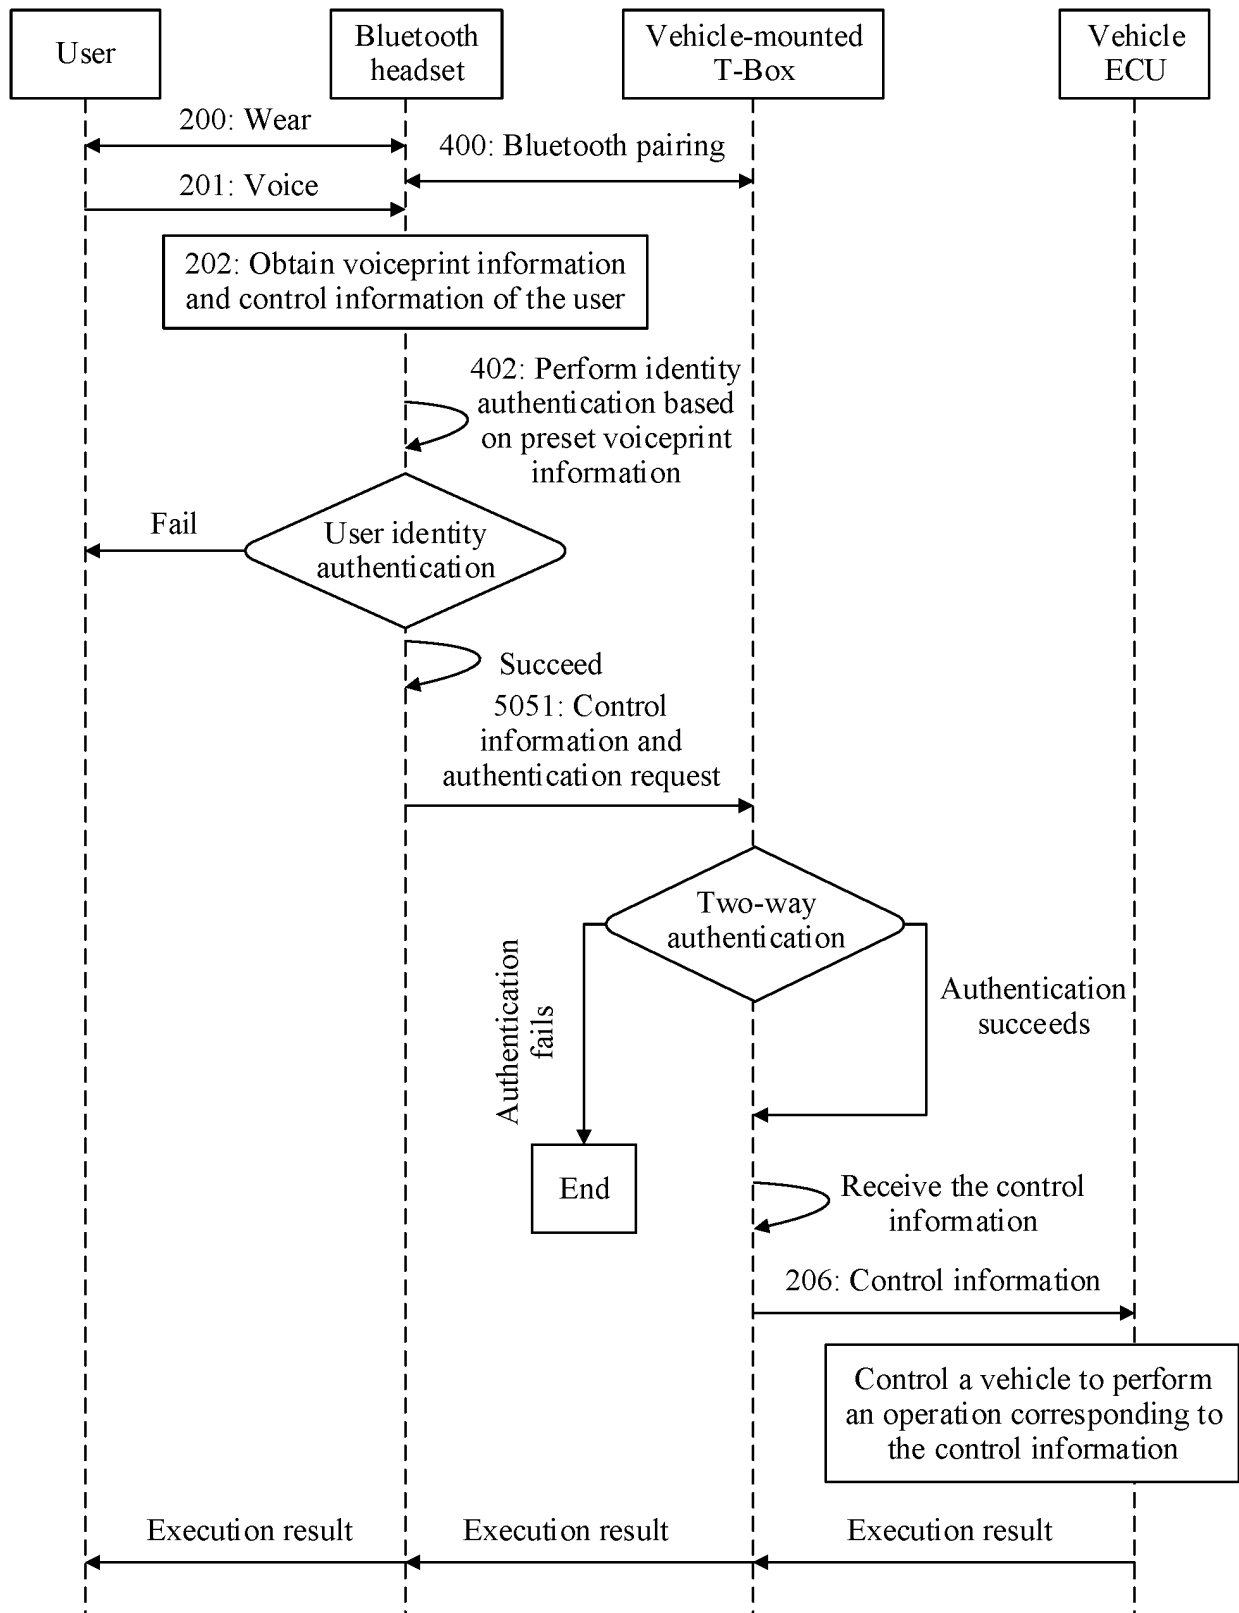 User
Bluetooth
headset
Vehicle-mounted
T-Box
Vehicle
ECU
200: Wear
400: Bluetooth pairing
201: Voice
202: Obtain voiceprint information
and control information of the user
402: Perform identity
authentication based
on preset voiceprint
information
Fail
User identity
authentication
Succeed
5051: Control
information and
authentication request
Two-way
authentication
Authentication
fails
Authentication
succeeds
End
Receive the control
information
206: Control information
Control a vehicle to perform
an operation corresponding to
the control information
Execution result
Execution result
Execution result